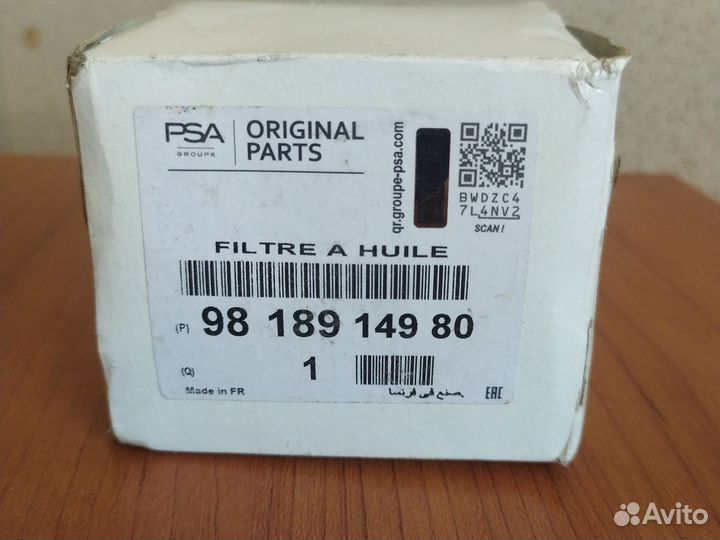 PSA
GROUPE
ORIGINAL
PARTS
qr.groupe-psa.com
BWDZC4
7L4NV2
SCAN!
FILTRE A HUILE
(P) 98 189 149 80
(Q) 1
Made in FR
صنع في فرنسا
EAC
Avito